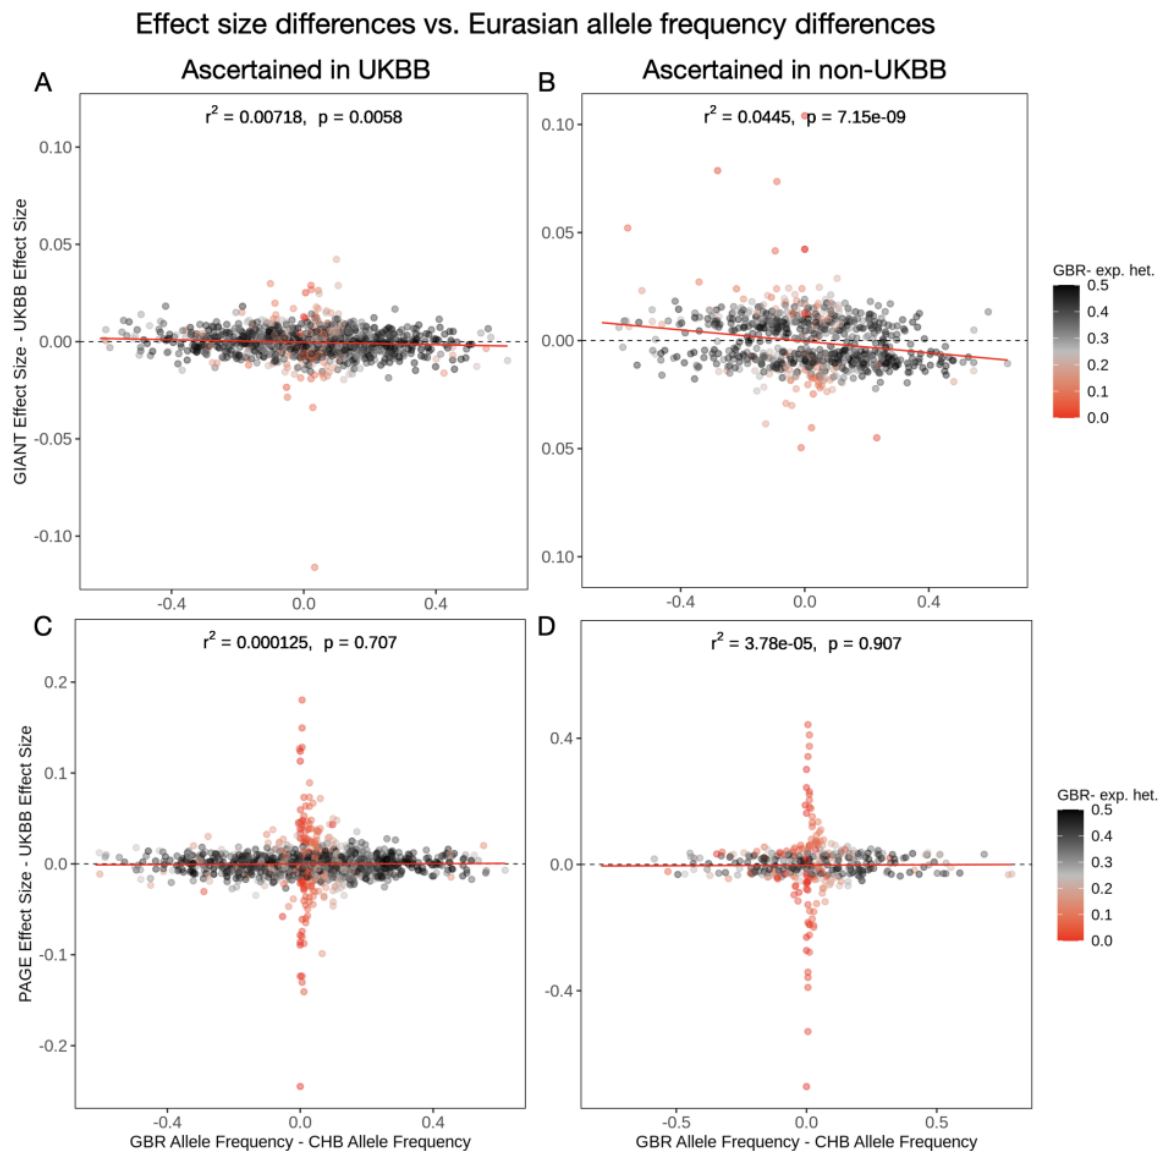 Effect size differences vs. Eurasian allele frequency differences
Ascertained in UKBB
Ascertained in non-UKBB
A
r² = 0.00718, p = 0.0058
0.10
0.05
0.00
-0.05
-0.10
-0.4
0.0
0.4
GIANT Effect Size - UKBB Effect Size
B
r² = 0.0445, p = 7.15e-09
0.10
0.05
0.00
0.05
0.10
-0.4
0.0
0.4
GBR- exp. het.
0.5
0.4
0.3
0.2
0.1
0.0
C
r² = 0.000125, p = 0.707
0.2
0.1
0.0
-0.1
-0.2
-0.4
0.0
0.4
PAGE Effect Size - UKBB Effect Size
GBR Allele Frequency - CHB Allele Frequency
D
r² = 3.78e-05, p = 0.907
0.4
0.0
-0.4
-0.5
0.0
0.5
GBR Allele Frequency - CHB Allele Frequency
GBR- exp. het.
0.5
0.4
0.3
0.2
0.1
0.0